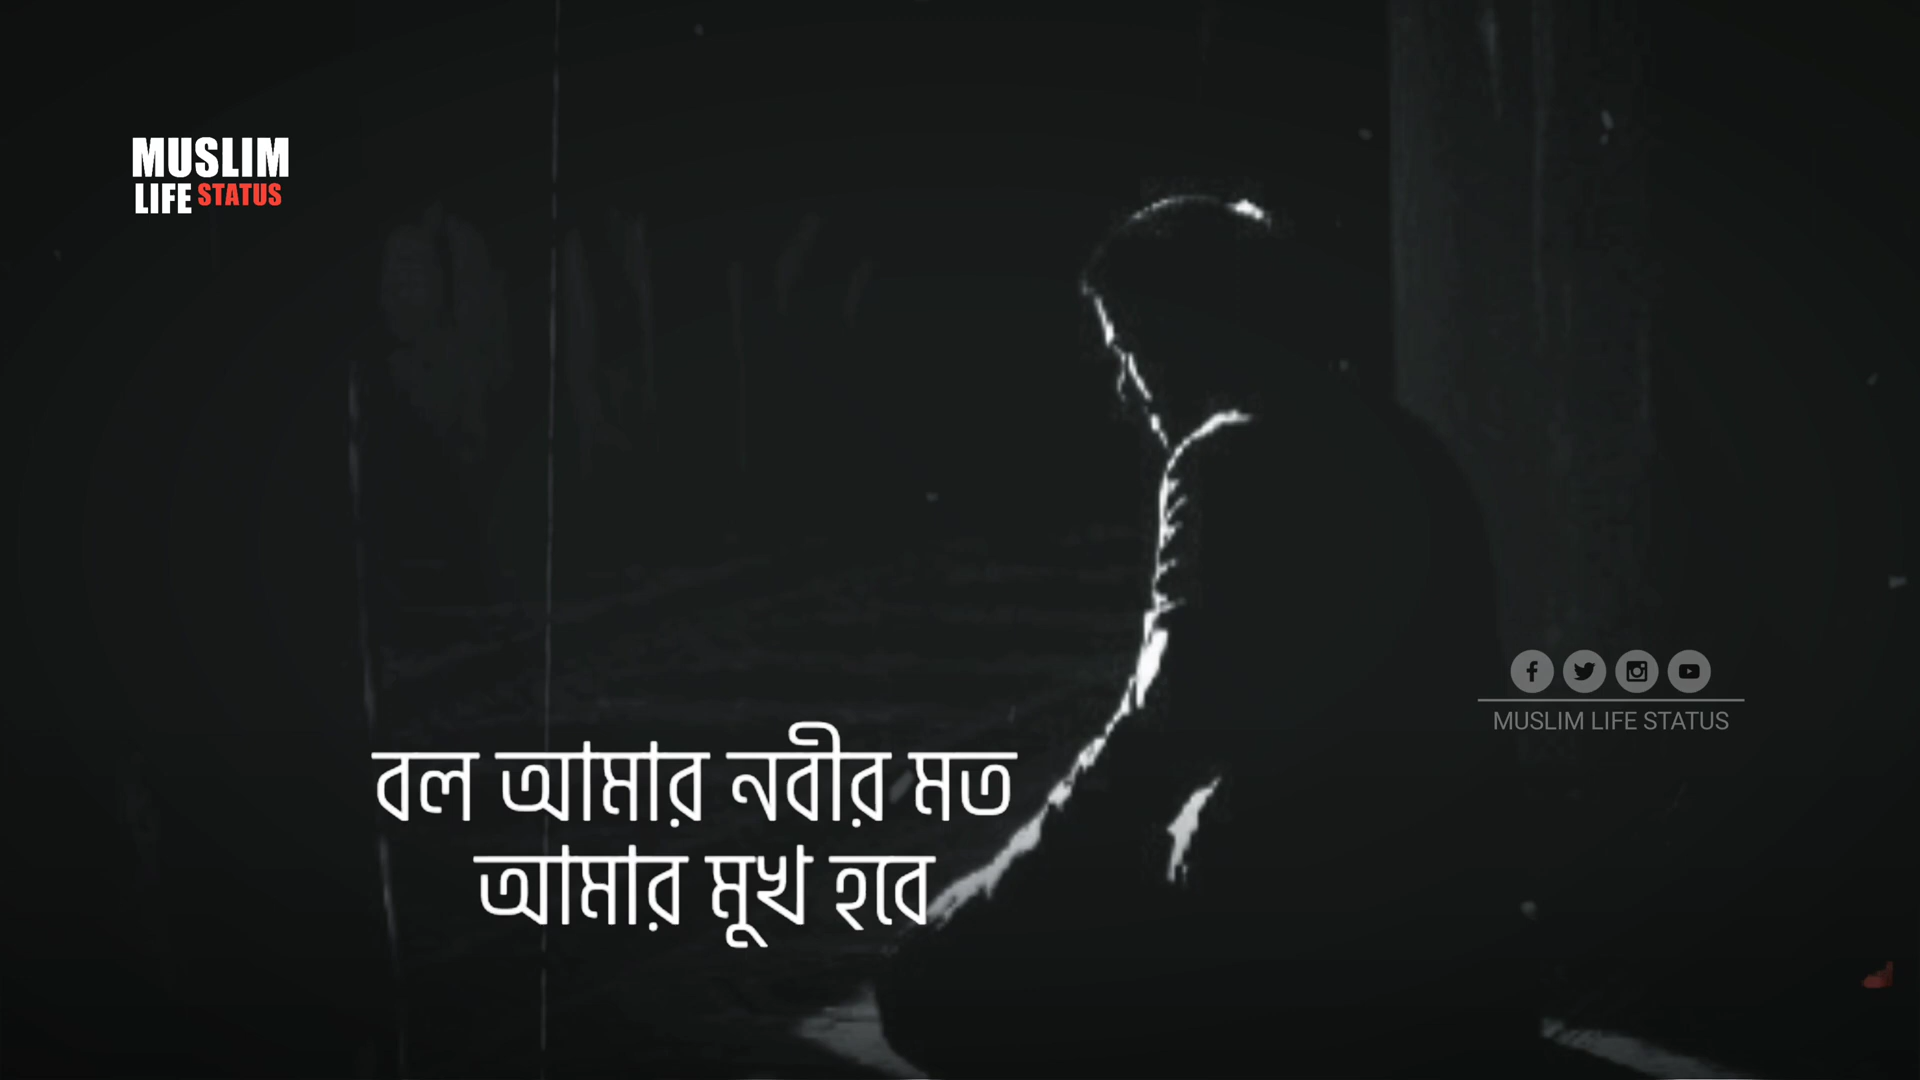 MUSLIM
LIFE STATUS
MUSLIM LIFE STATUS
বল আমার নবীর মত
আমার মুখ হবে